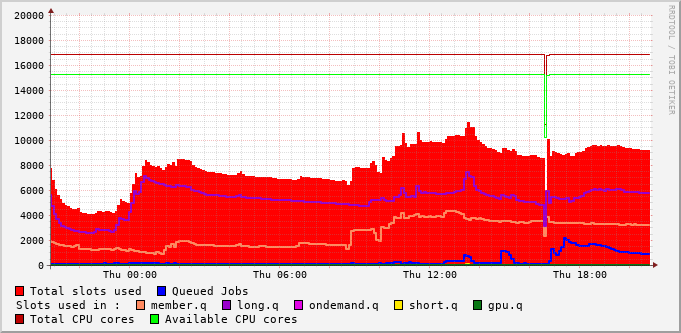 20000
18000
16000
14000
12000
10000
8000
6000
4000
2000
0
Thu 00:00 Thu 06:00 Thu 12:00 Thu 18:00
RRDTOOL / TOBI OETIKER
Total slots used Queued Jobs
Slots used in : member.q long.q ondemand.q short.q gpu.q
Total CPU cores Available CPU cores